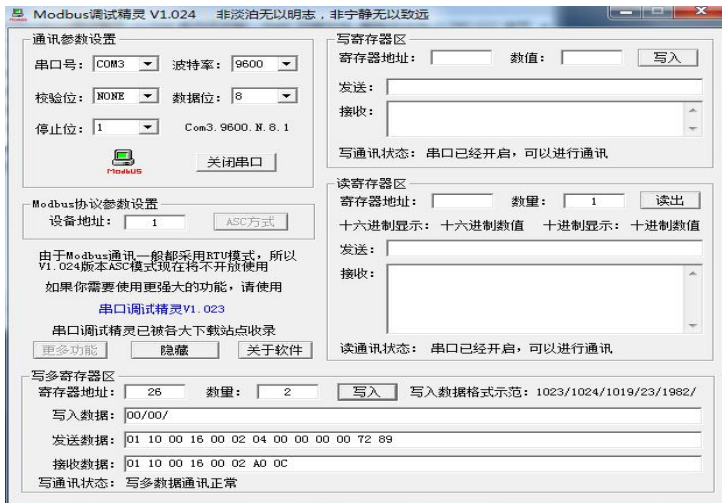 Modbus调试精灵 V1.024 非淡泊无以明志，非宁静无以致远
通讯参数设置
串口号： COM3 波特率： 9600
校验位： NONE 数据位： 8
停止位： 1 Com3.9600.N.8.1
ModbUS 关闭串口
Modbus协议参数设置
设备地址： 1 ASC方式
由于Modbus通讯一般都采用RTU模式，所以
V1.024版本ASC模式现在将不开放使用
如果你需要使用更强大的功能，请使用
串口调试精灵V1.023
串口调试精灵已被各大下载站点收录
更多功能 隐藏 关于软件
写寄存器区
寄存器地址： 数值： 写入
发送：
接收：
写通讯状态： 串口已经开启，可以进行通讯
读寄存器区
寄存器地址： 数量： 1 读出
十六进制显示： 十六进制数值 十进制显示： 十进制数值
发送：
接收：
读通讯状态： 串口已经开启，可以进行通讯
写多寄存器区
寄存器地址： 26 数量： 2 写入 写入数据格式示范：1023/1024/1019/23/1982/
写入数据： 00/00/
发送数据： 01 10 00 16 00 02 04 00 00 00 00 72 89
接收数据： 01 10 00 16 00 02 A0 0C
写通讯状态： 写多数据通讯正常